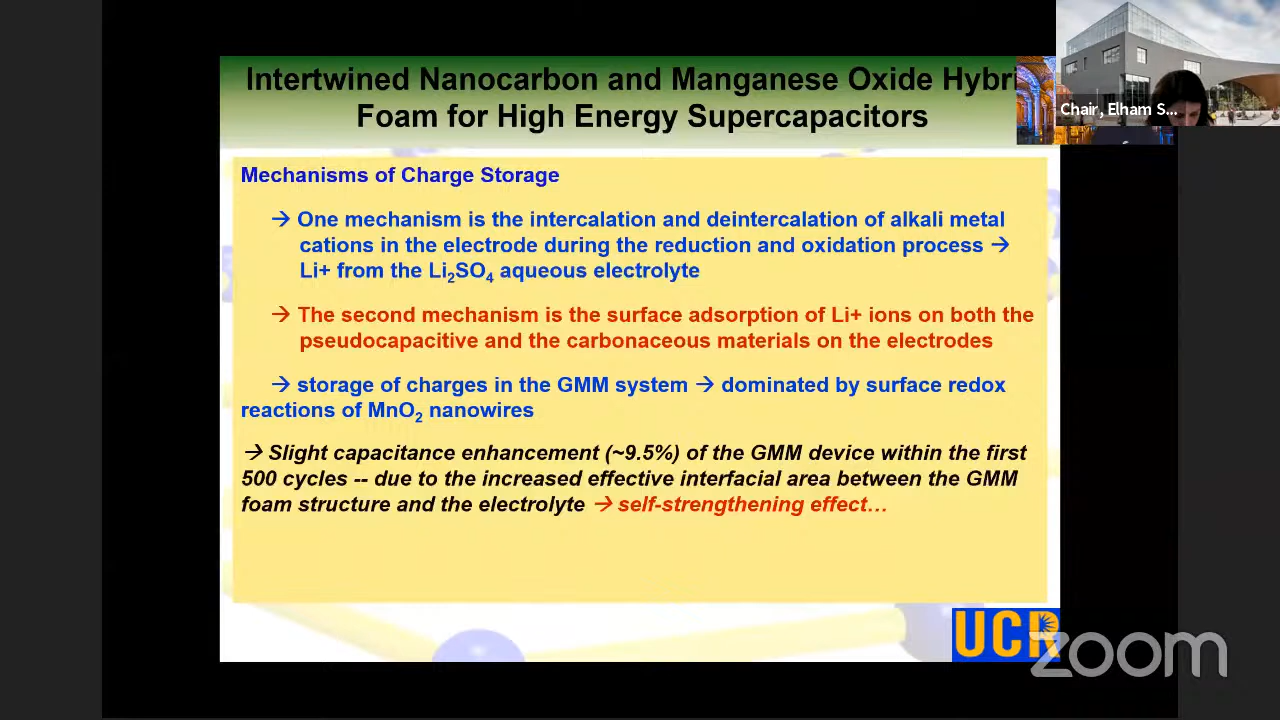 Intertwined Nanocarbon and Manganese Oxide Hybri
Foam for High Energy Supercapacitors
Chair, Elham S...
Mechanisms of Charge Storage
→ One mechanism is the intercalation and deintercalation of alkali metal
cations in the electrode during the reduction and oxidation process →
Li+ from the Li₂SO₄ aqueous electrolyte
→ The second mechanism is the surface adsorption of Li+ ions on both the
pseudocapacitive and the carbonaceous materials on the electrodes
→ storage of charges in the GMM system → dominated by surface redox
reactions of MnO₂ nanowires
→ Slight capacitance enhancement (~9.5%) of the GMM device within the first
500 cycles -- due to the increased effective interfacial area between the GMM
foam structure and the electrolyte → self-strengthening effect…
UCR
zoom